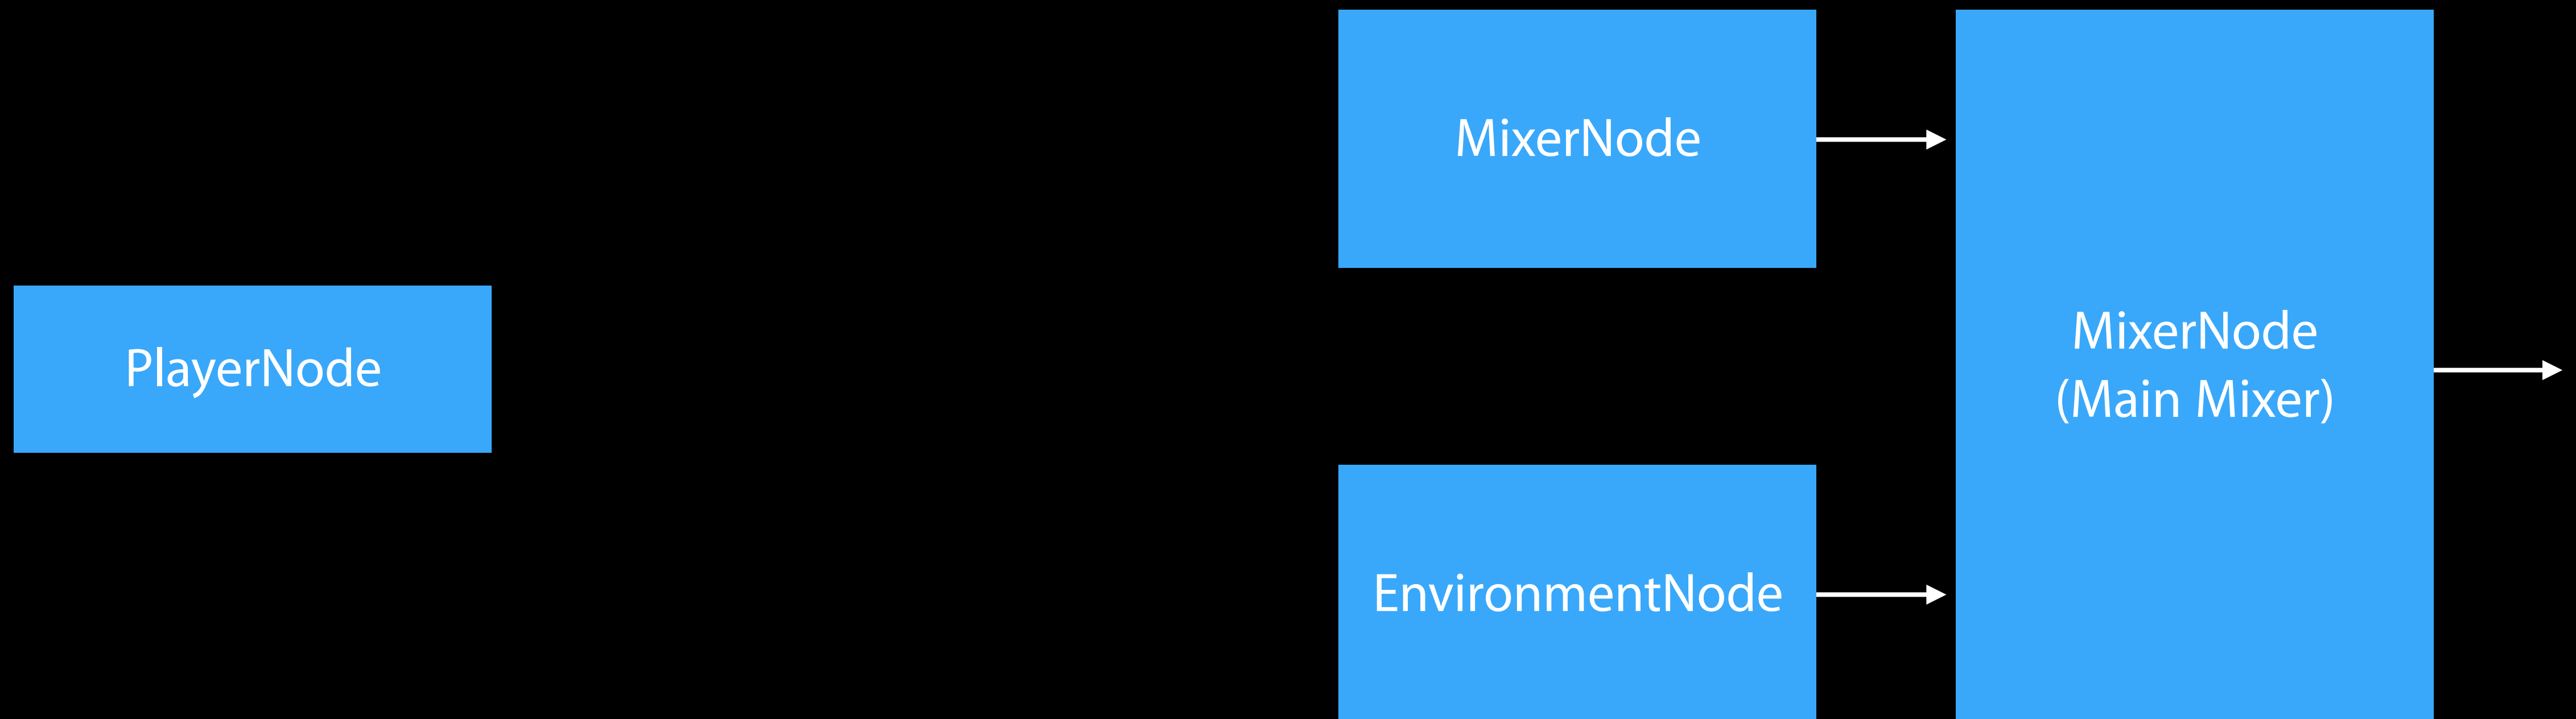 MixerNode
PlayerNode
MixerNode
(Main Mixer)
EnvironmentNode